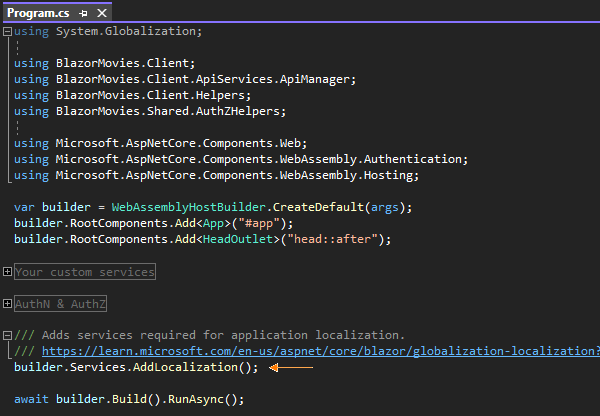 Program.cs
using System.Globalization;
using BlazorMovies.Client;
using BlazorMovies.Client.ApiServices.ApiManager;
using BlazorMovies.Client.Helpers;
using BlazorMovies.Shared.AuthZHelpers;
using Microsoft.AspNetCore.Components.Web;
using Microsoft.AspNetCore.Components.WebAssembly.Authentication;
using Microsoft.AspNetCore.Components.WebAssembly.Hosting;
var builder = WebAssemblyHostBuilder.CreateDefault(args);
builder.RootComponents.Add<App>("#app");
builder.RootComponents.Add<HeadOutlet>("head::after");
Your custom services
AuthN & AuthZ
/// Adds services required for application localization.
/// https://learn.microsoft.com/en-us/aspnet/core/blazor/globalization-localization?
builder.Services.AddLocalization();
await builder.Build().RunAsync();